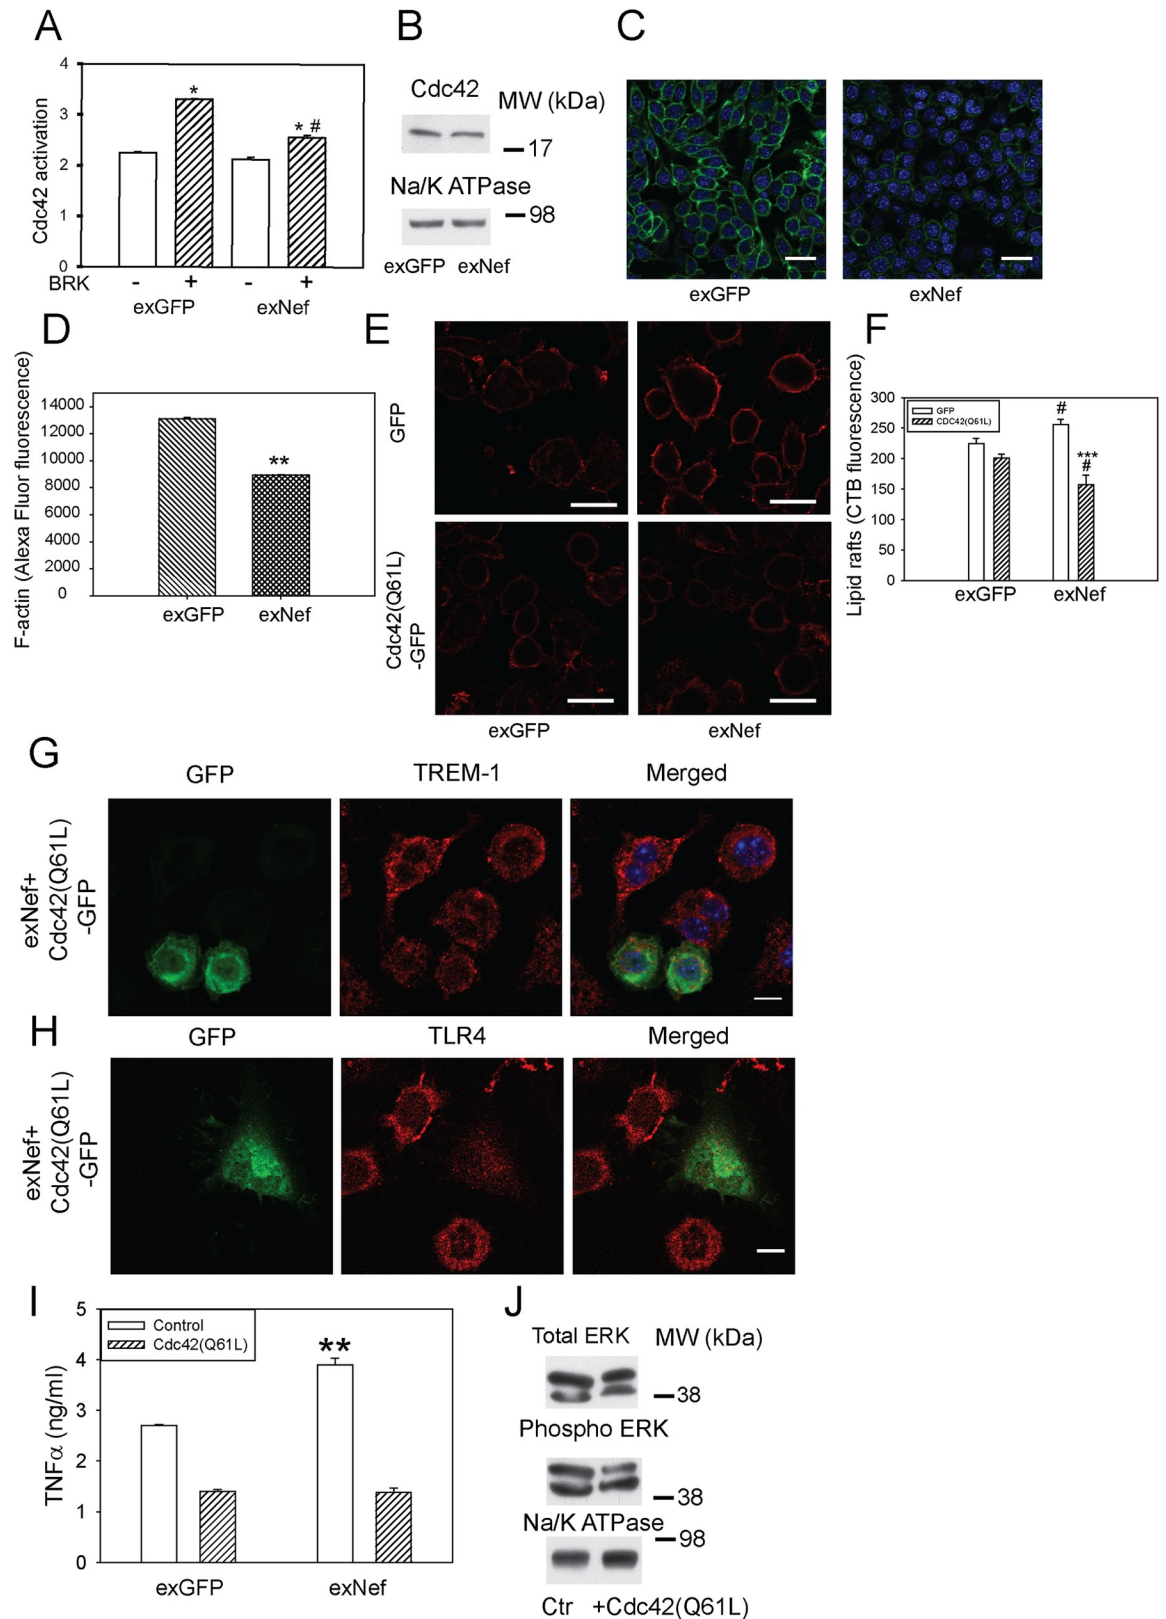 A
Cdc42 activation
4
3
2
1
0
*
* #
BRK
- + - +
exGFP exNef
B
Cdc42
MW (kDa)
17
Na/K ATPase
98
exGFP exNef
C
exGFP exNef
D
F-actin (Alexa Fluor fluorescence)
14000
12000
10000
8000
6000
4000
2000
0
**
exGFP exNef
E
GFP
Cdc42(Q61L)
-GFP
exGFP exNef
F
Lipid rafts (CTB fluorescence)
300
250
200
150
100
50
0
GFP
CDC42(Q61L)
#
***
#
exGFP exNef
G
GFP TREM-1 Merged
exNef+
Cdc42(Q61L)
-GFP
H
GFP TLR4 Merged
exNef+
Cdc42(Q61L)
-GFP
I
TNFα (ng/ml)
5
4
3
2
1
0
Control
Cdc42(Q61L)
**
exGFP exNef
J
Total ERK MW (kDa)
38
Phospho ERK
38
Na/K ATPase
98
Ctr +Cdc42(Q61L)